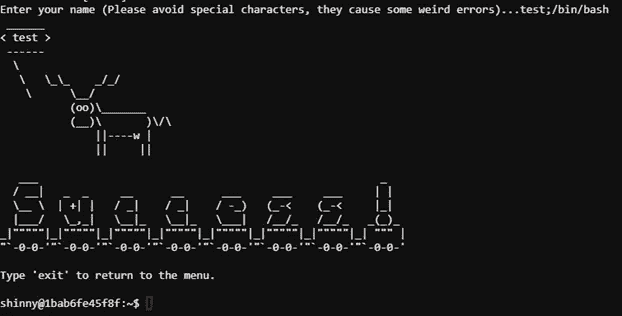 Enter your name (Please avoid special characters, they cause some weird errors)...test;/bin/bash
< test >
Success!
Type 'exit' to return to the menu.
shinny@1bab6fe45f8f:~$